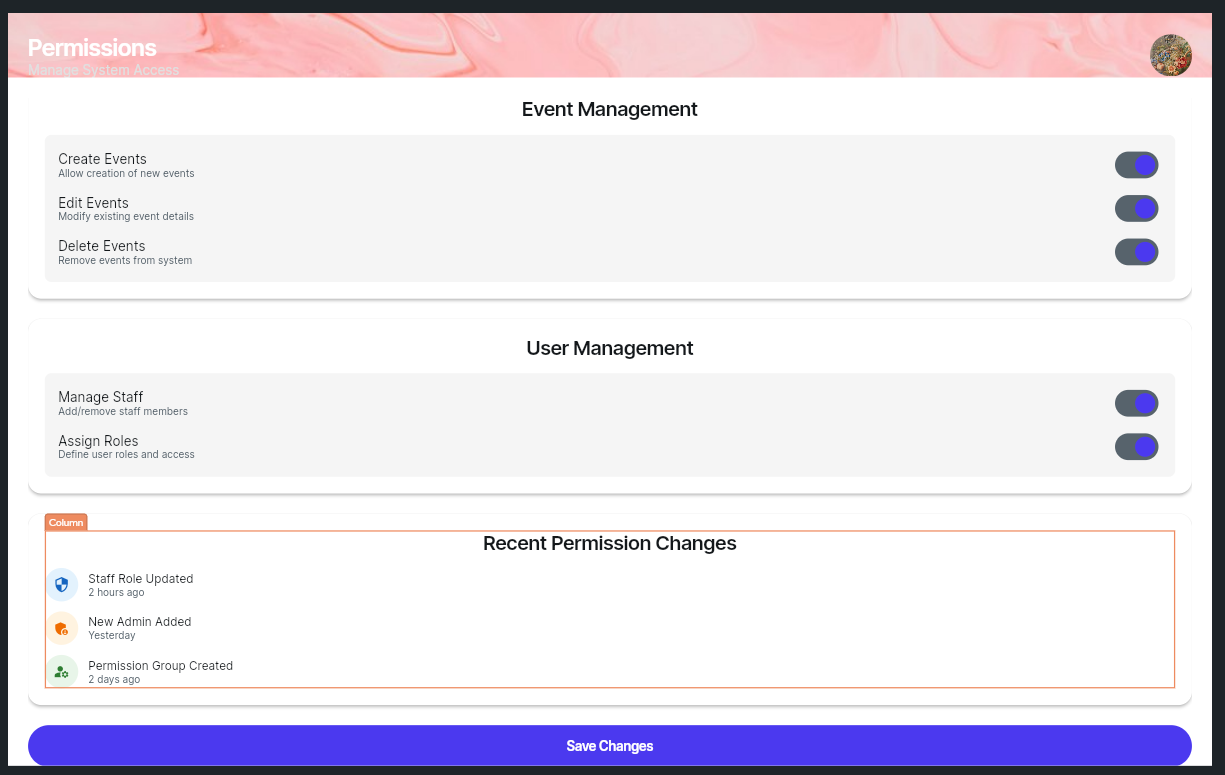 Permissions
Manage System Access
Event Management
Create Events
Allow creation of new events
Edit Events
Modify existing event details
Delete Events
Remove events from system
User Management
Manage Staff
Add/remove staff members
Assign Roles
Define user roles and access
Column
Recent Permission Changes
Staff Role Updated
2 hours ago
New Admin Added
Yesterday
Permission Group Created
2 days ago
Save Changes